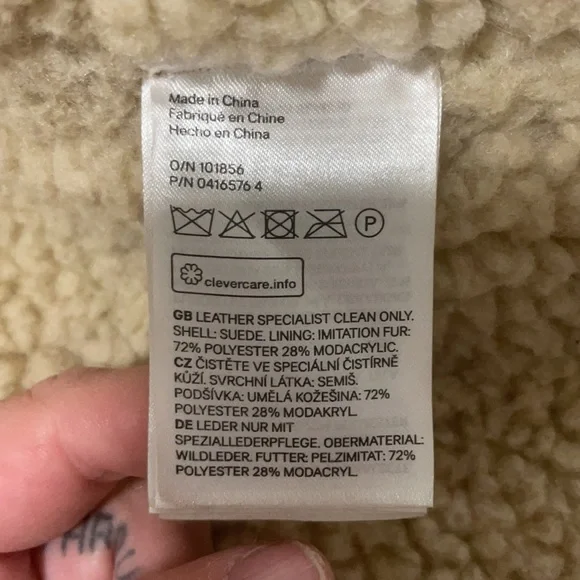 Made in China
Fabriqué en Chine
Hecho en China
O/N 101856
P/N 0416576 4
P
clevercare.info
GB LEATHER SPECIALIST CLEAN ONLY.
SHELL: SUEDE. LINING: IMITATION FUR:
72% POLYESTER 28% MODACRYLIC.
CZ ČISTĚTE VE SPECIÁLNÍ ČISTÍRNĚ
KŮŽÍ. SVRCHNÍ LÁTKA: SEMIŠ.
PODŠÍVKA: UMĚLÁ KOŽEŠINA: 72%
POLYESTER 28% MODAKRYL.
DE LEDER NUR MIT
SPEZIALLEDERPFLEGE. OBERMATERIAL:
WILDLEDER. FUTTER: PELZIMITAT: 72%
POLYESTER 28% MODACRYL.